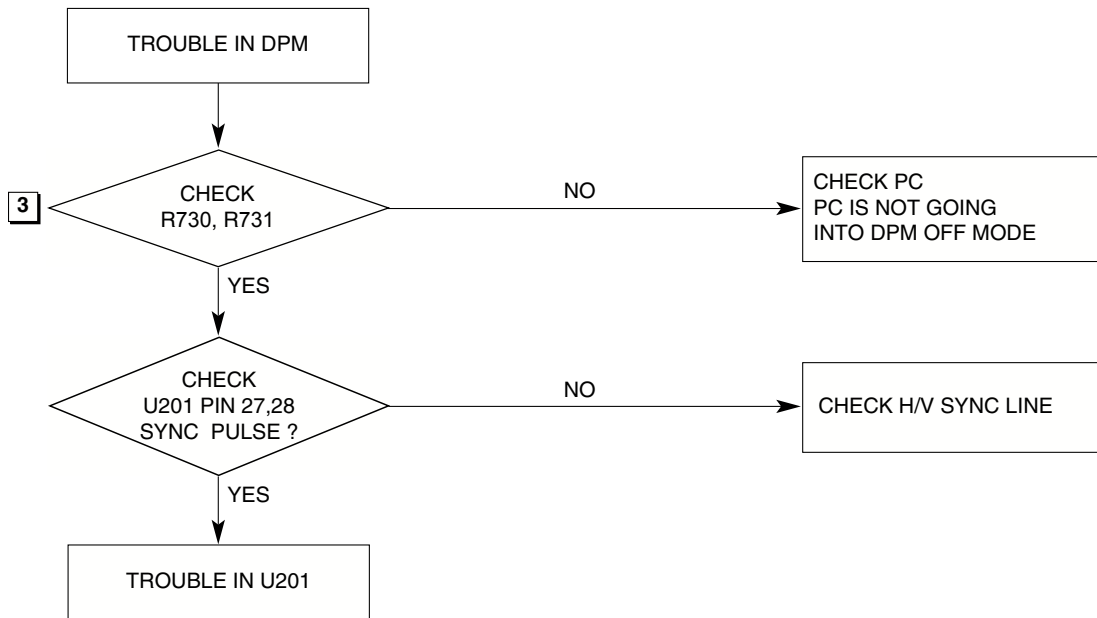 TROUBLE IN DPM
3
CHECK
R730, R731
NO
CHECK PC
PC IS NOT GOING
INTO DPM OFF MODE
YES
CHECK
U201 PIN 27,28
SYNC PULSE ?
NO
CHECK H/V SYNC LINE
YES
TROUBLE IN U201